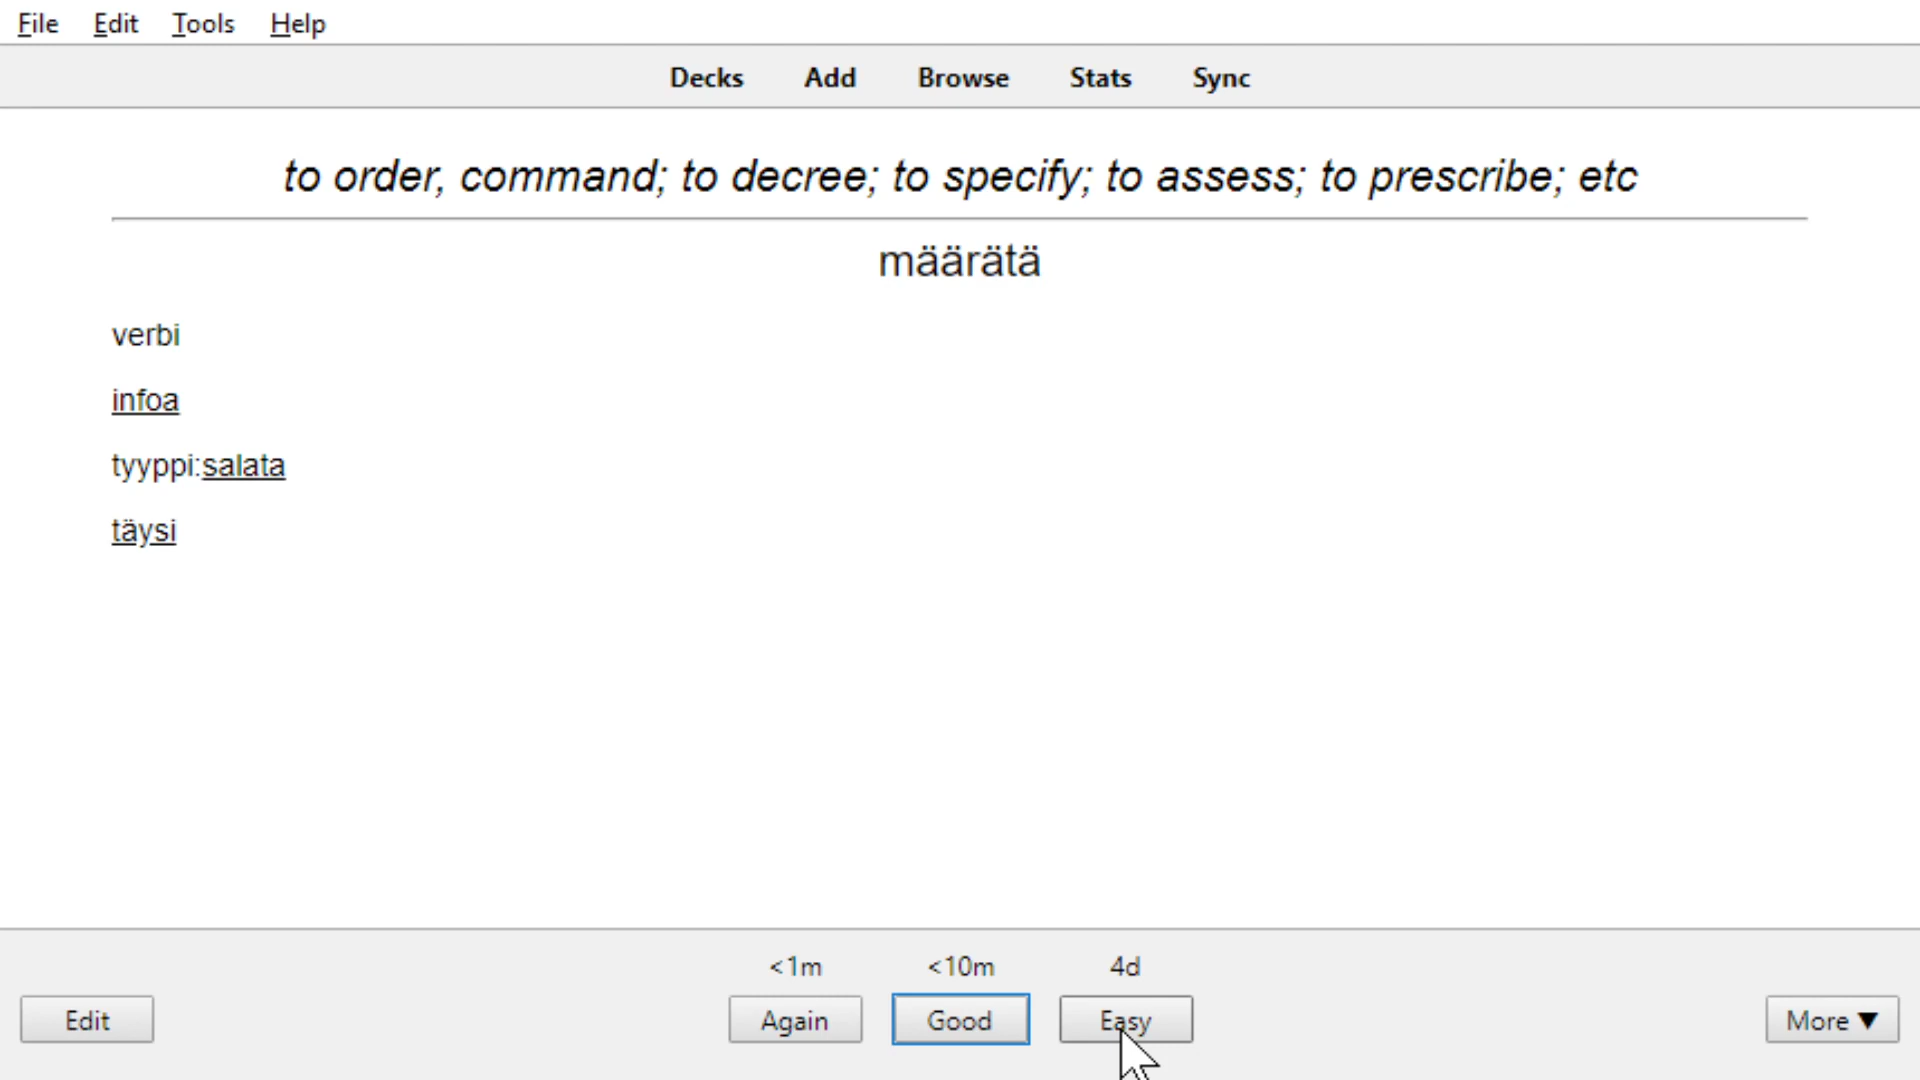 File Edit Tools Help
Decks Add Browse Stats Sync
to order, command; to decree; to specify; to assess; to prescribe; etc
määrätä
verbi
infoa
tyyppi:salata
täysi
<1m <10m 4d
Edit Again Good Easy More ▼